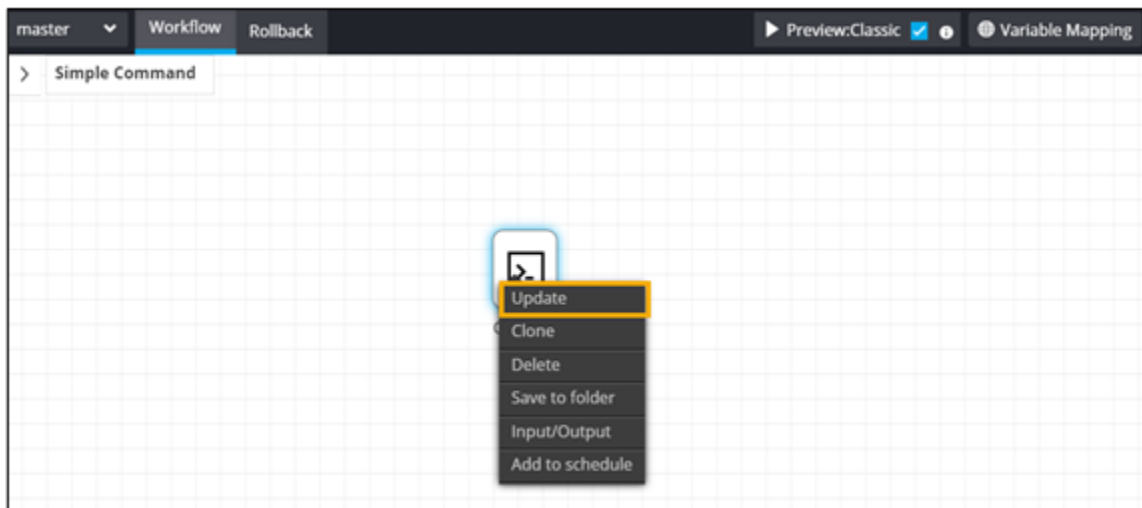 master Workflow Rollback Preview:Classic Variable Mapping
Simple Command
Update
Clone
Delete
Save to folder
Input/Output
Add to schedule